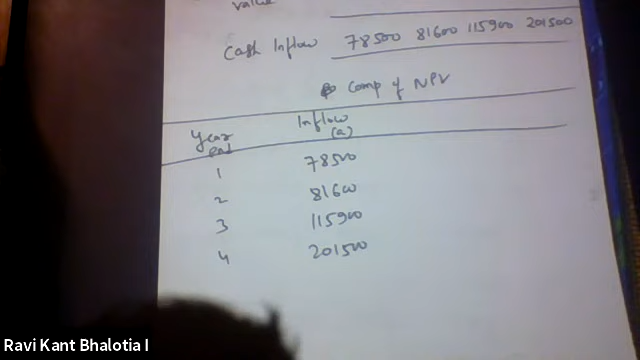 value
Cash Inflow 78500 81600 115900 201500
Comp of NPV
Year end Inflow (a)
1 78500
2 81600
3 115900
4 201500
Ravi Kant Bhalotia I